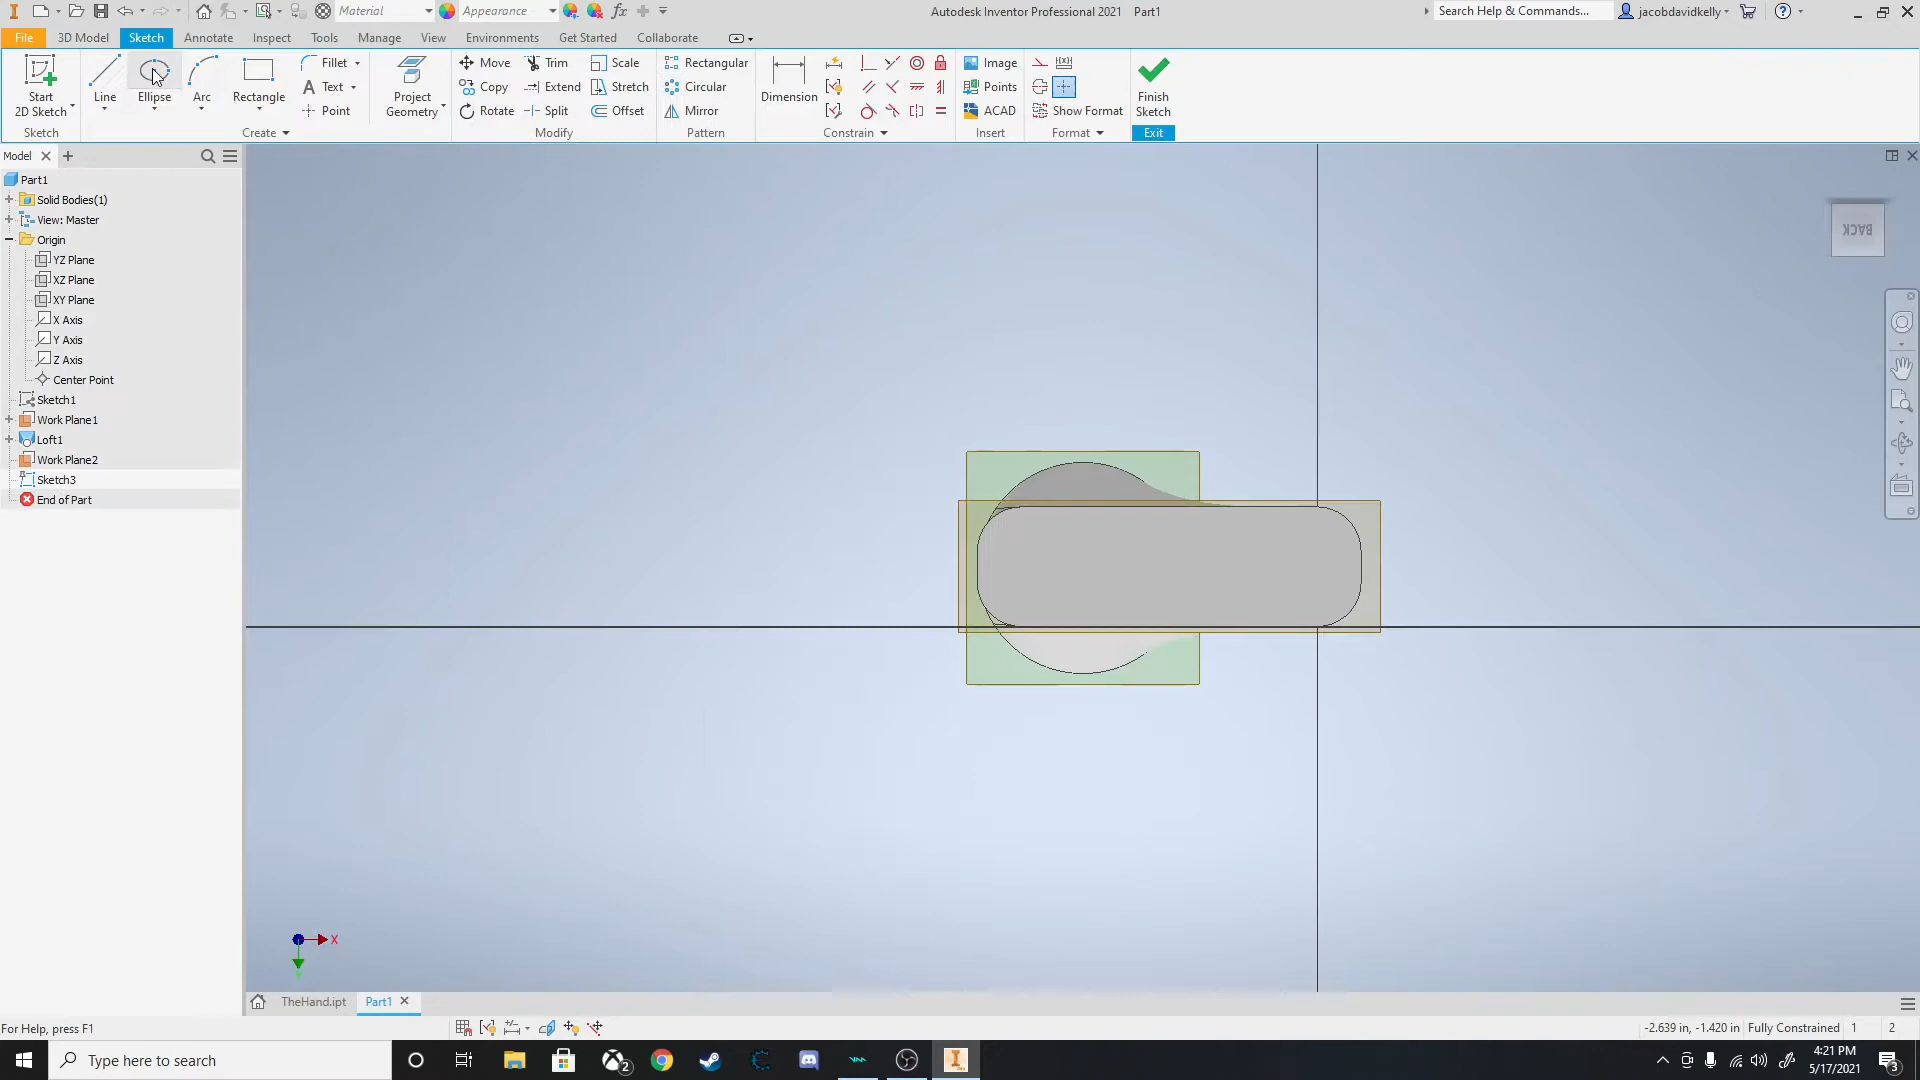 Material
Appearance
Autodesk Inventor Professional 2021 Part1
Search Help & Commands...
jacobdavidkelly
File 3D Model Sketch Annotate Inspect Tools Manage View Environments Get Started Collaborate
Start
2D Sketch
Line
Ellipse
Arc
Rectangle
Fillet
Text
Point
Project
Geometry
Move
Copy
Rotate
Trim
Extend
Split
Scale
Stretch
Offset
Rectangular
Circular
Mirror
Dimension
Image
Points
ACAD
Show Format
Finish
Sketch
Sketch Create Modify Pattern Constrain Insert Format Exit
Model
Part1
Solid Bodies(1)
View: Master
Origin
YZ Plane
XZ Plane
XY Plane
X Axis
Y Axis
Z Axis
Center Point
Sketch1
Work Plane1
Loft1
Work Plane2
Sketch3
End of Part
BACK
X
Y
TheHand.ipt Part1
For Help, press F1
-2.639 in, -1.420 in Fully Constrained 1 2
Type here to search
2
4:21 PM
5/17/2021
3